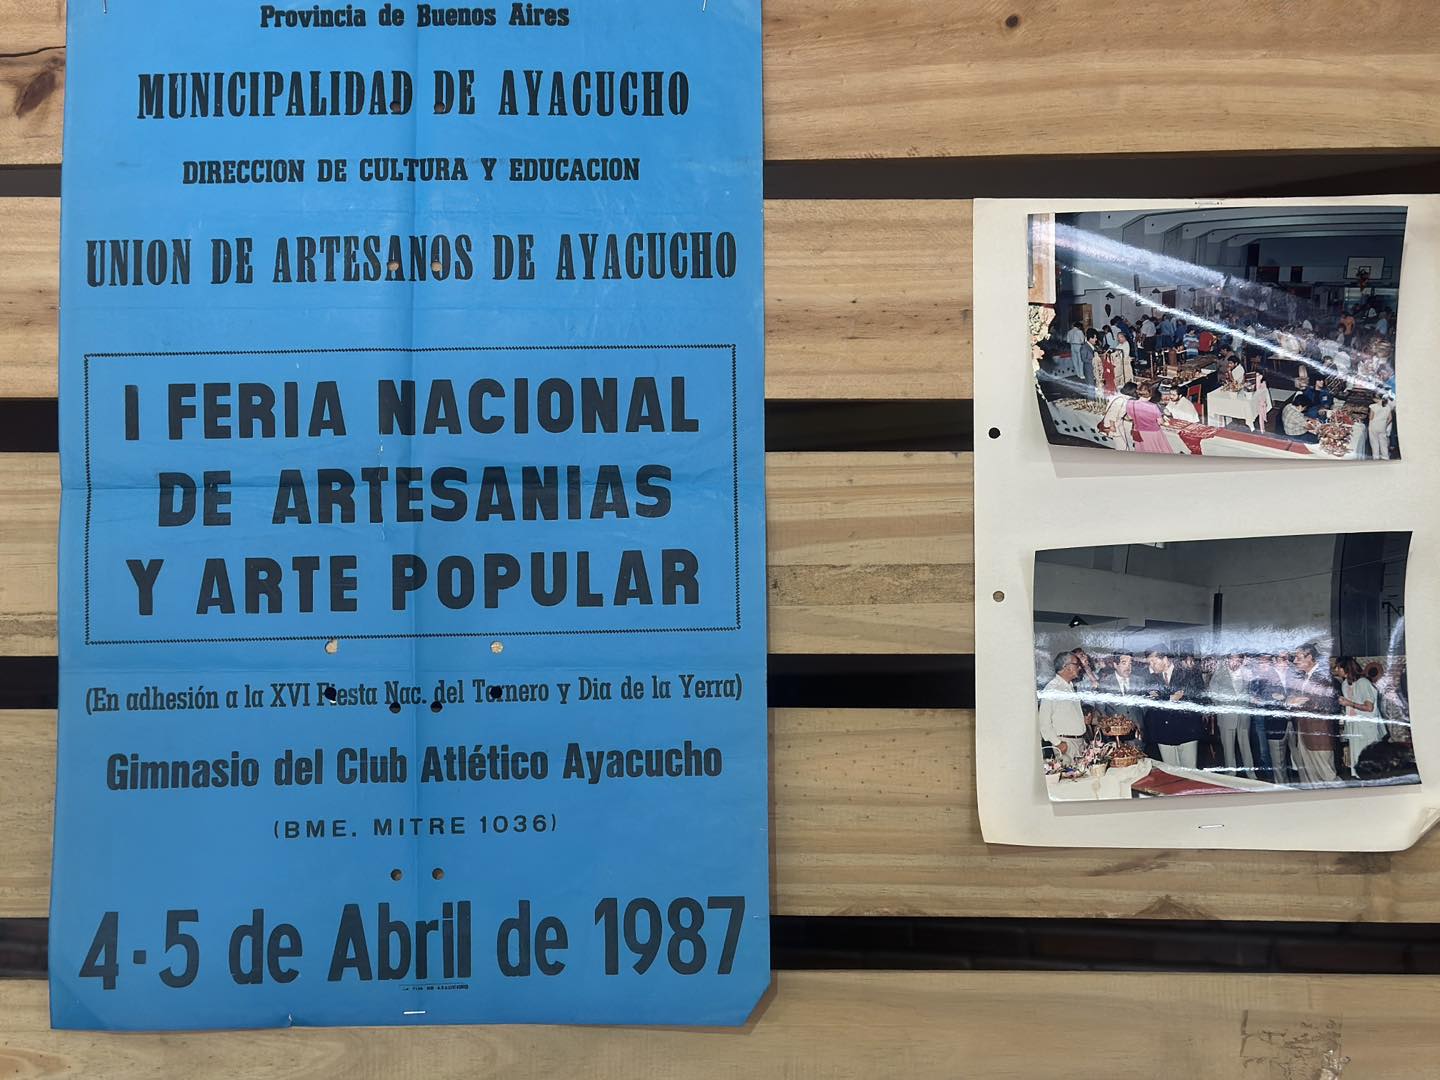 Provincia de Buenos Aires
MUNICIPALIDAD DE AYACUCHO
DIRECCION DE CULTURA Y EDUCACION
UNION DE ARTESANOS DE AYACUCHO
I FERIA NACIONAL
DE ARTESANIAS
Y ARTE POPULAR
(En adhesión a la XVI Fiesta Nac. del Ternero y Dia de la Yerra)
Gimnasio del Club Atlético Ayacucho
(BME. MITRE 1036)
4-5 de Abril de 1987